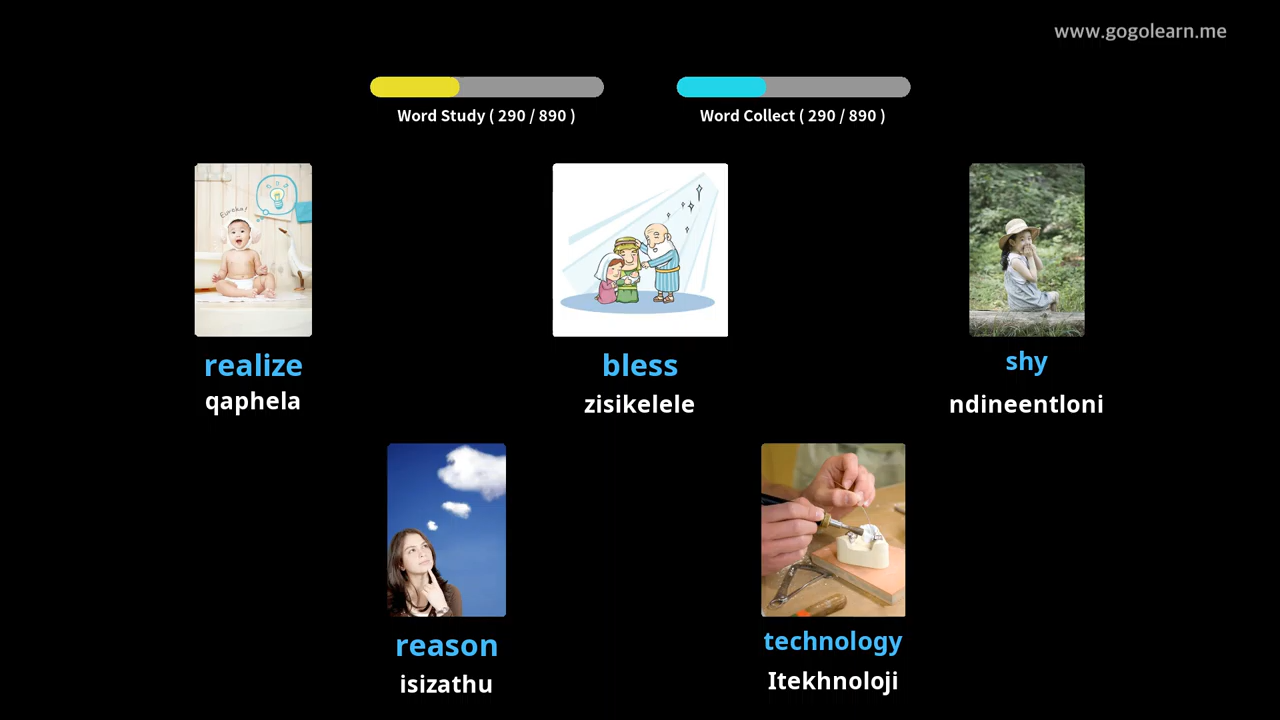 www.gogolearn.me
Word Study ( 290 / 890 )
Word Collect ( 290 / 890 )
Eureka!
realize
bless
shy
qaphela
zisikelele
ndineentloni
reason
technology
isizathu
Itekhnoloji